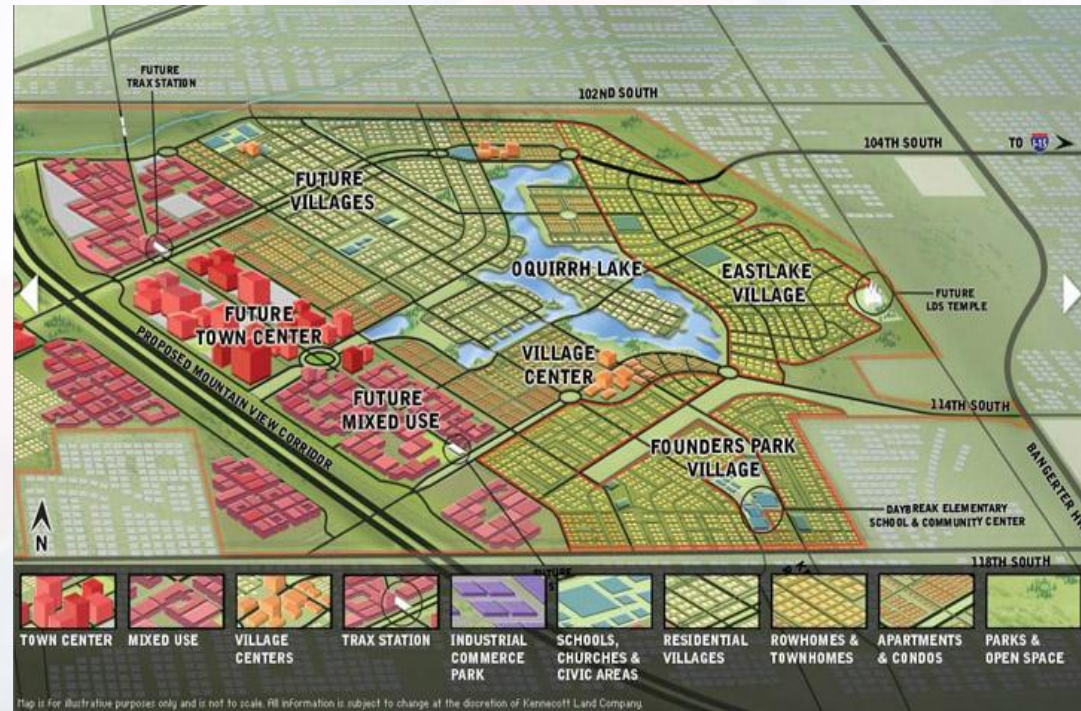 FUTURE
TRAX STATION
102ND SOUTH
104TH SOUTH
TO I-15
FUTURE
VILLAGES
OQUIRRH LAKE
EASTLAKE
VILLAGE
FUTURE
LDS TEMPLE
FUTURE
TOWN CENTER
VILLAGE
CENTER
PROPOSED MOUNTAIN VIEW CORRIDOR
FUTURE
MIXED USE
114TH SOUTH
FOUNDERS PARK
VILLAGE
BANGERTER
DAYBREAK ELEMENTARY
SCHOOL & COMMUNITY CENTER
N
118TH SOUTH
FUTURE
TOWN CENTER
MIXED USE
VILLAGE
CENTERS
TRAX STATION
INDUSTRIAL
COMMERCE
PARK
SCHOOLS,
CHURCHES &
CIVIC AREAS
RESIDENTIAL
VILLAGES
ROWHOMES &
TOWNHOMES
APARTMENTS
& CONDOS
PARKS &
OPEN SPACE
Map is for illustrative purposes only and is not to scale. All information is subject to change at the discretion of Kennecott Land Company.